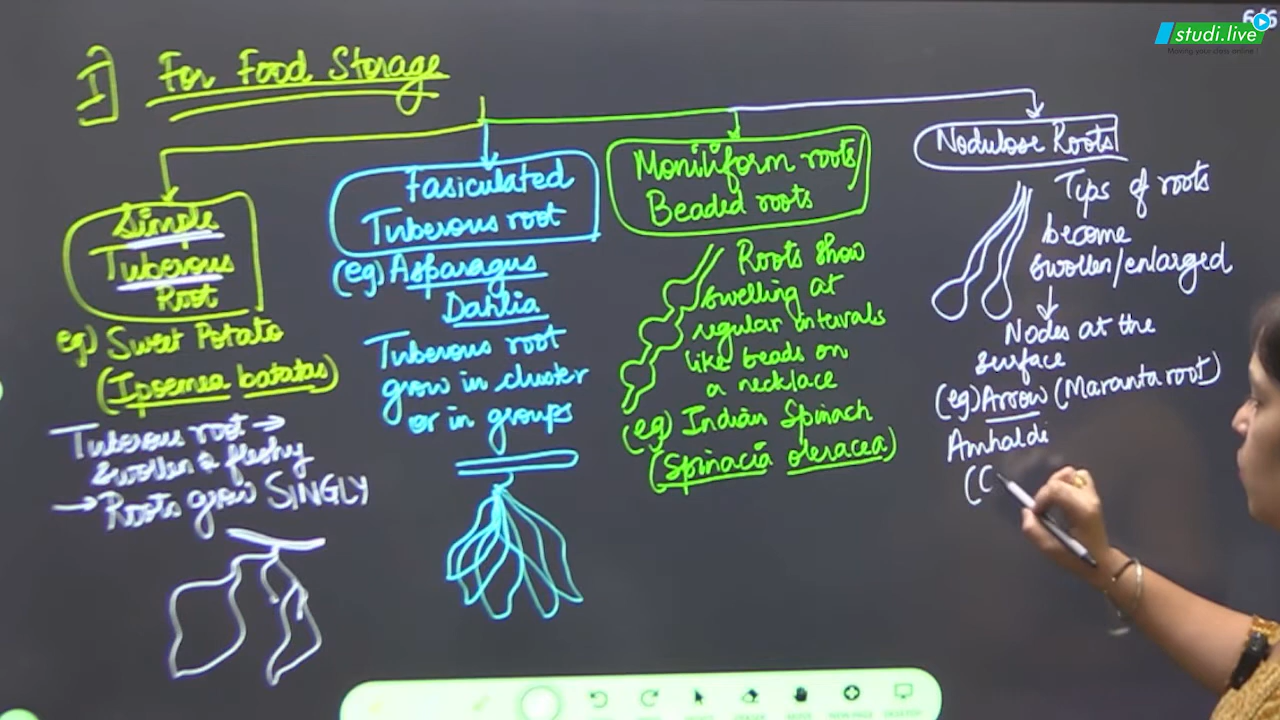 6/6
studi.live
Moving your class online
I] For Food Storage
Simple
Tuberous
Root
eg) Sweet Potato
(Ipoemea batatas)
Tuberous root →
swollen & fleshy
→ Roots grow SINGLY
Fasiculated
Tuberous root
(eg) Asparagus
Dahlia
Tuberous root
grow in cluster
or in groups
Moniliform roots/
Beaded roots
Roots show
swelling at
regular intervals
like beads on
a necklace
(eg) Indian Spinach
(Spinacia oleracea)
Nodulose Roots
Tips of roots
become
swollen/enlarged
Nodes at the
surface
(eg) Arrow (Maranta root)
Amhaldi
(C